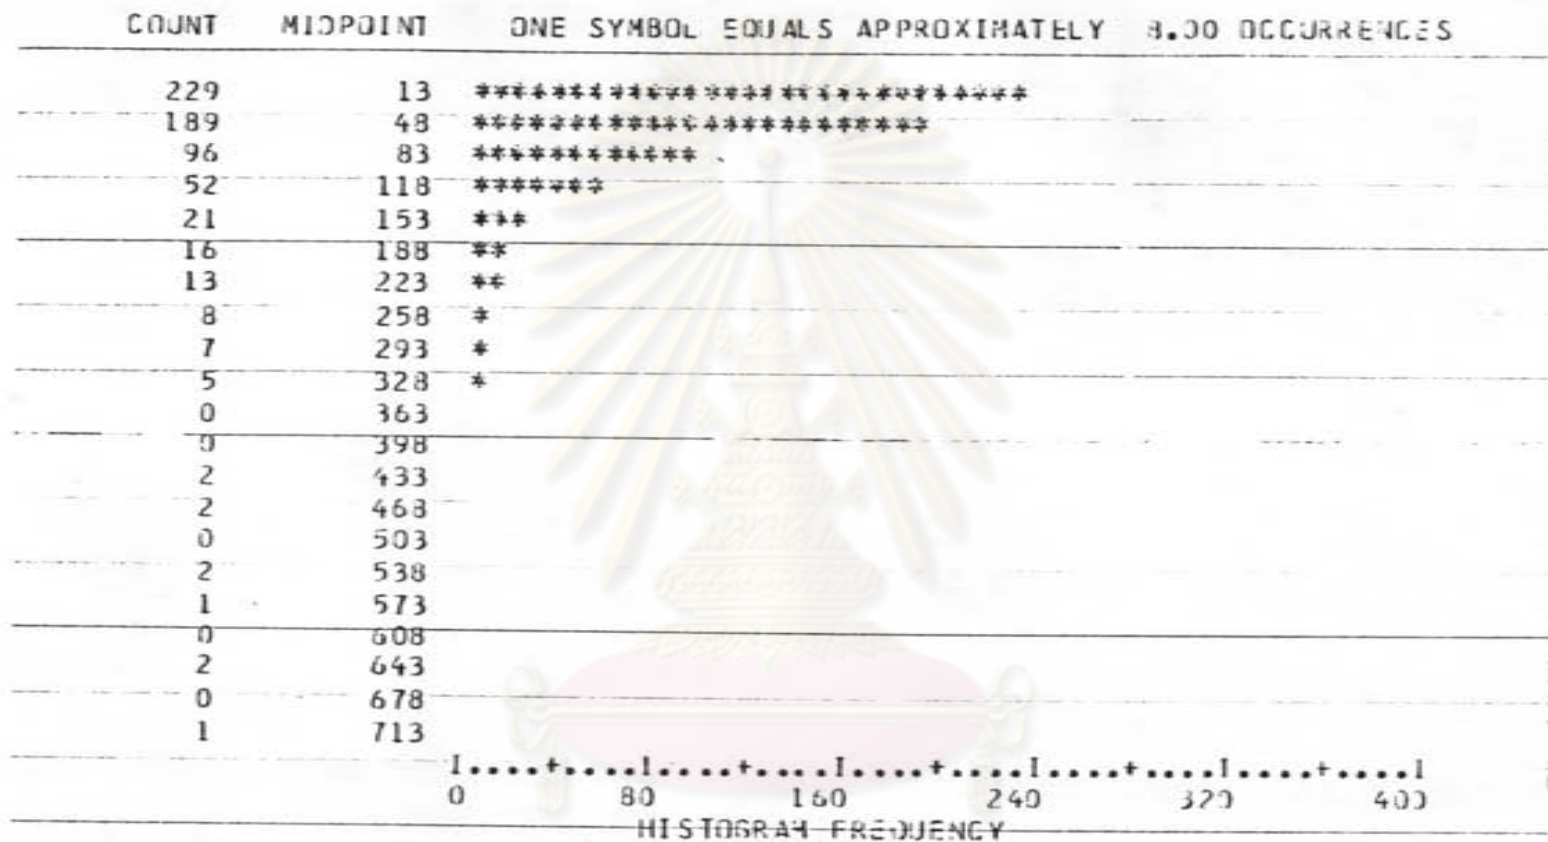 COUNT MIDPOINT ONE SYMBOL EQUALS APPROXIMATELY 8.00 OCCURRENCES
229 13 *****************************
189 48 ************************
96 83 ************
52 118 *******
21 153 ***
16 188 **
13 223 **
8 258 *
7 293 *
5 328 *
0 363
0 398
2 433
2 468
0 503
2 538
1 573
0 608
2 643
0 678
1 713
I....+....I....+....I....+....I....+....I....+....I
0 80 160 240 320 400
HISTOGRAM FREQUENCY